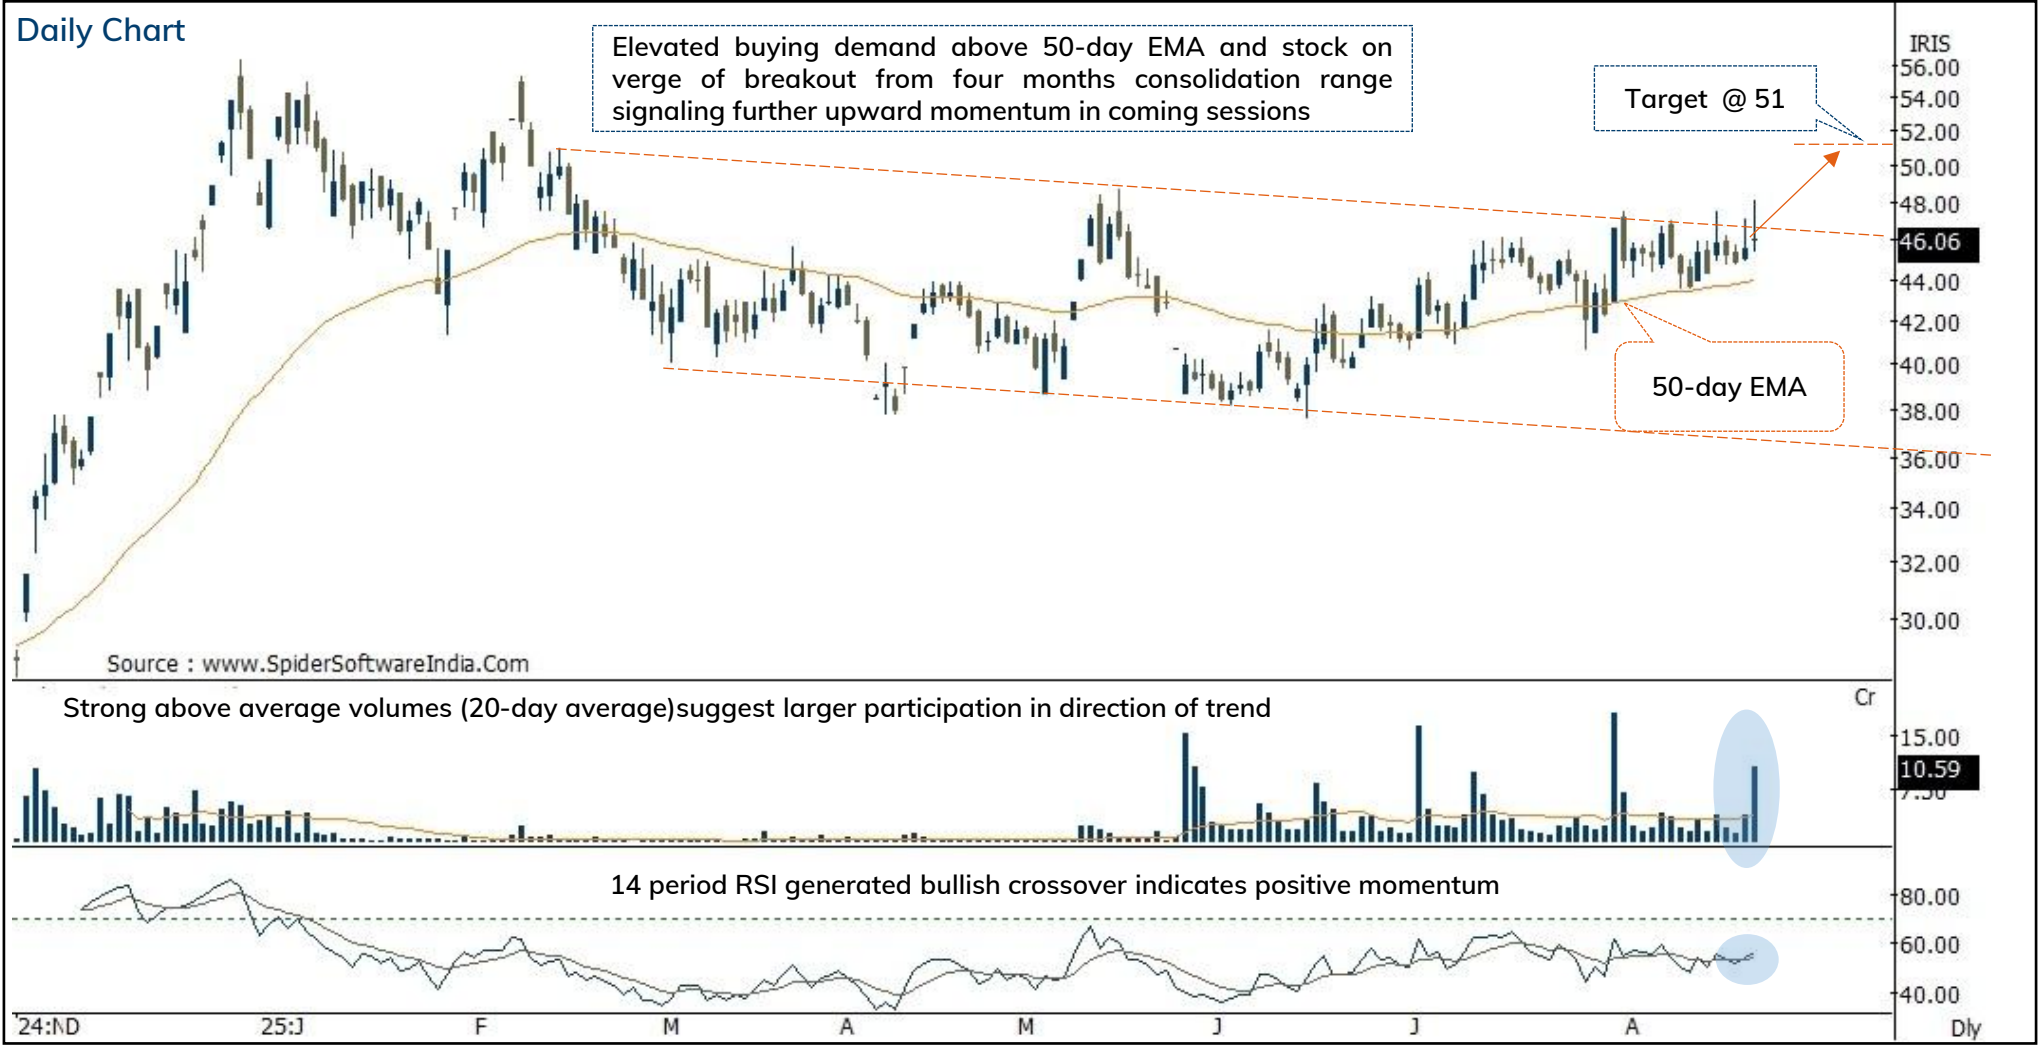 Daily Chart
Elevated buying demand above 50-day EMA and stock on
verge of breakout from four months consolidation range
signaling further upward momentum in coming sessions
Target @ 51
IRIS
56.00
54.00
52.00
50.00
48.00
46.06
44.00
42.00
40.00
38.00
36.00
34.00
32.00
30.00
50-day EMA
Source : www.SpiderSoftwareIndia.Com
Strong above average volumes (20-day average)suggest larger participation in direction of trend
Cr
15.00
10.59
7.50
14 period RSI generated bullish crossover indicates positive momentum
80.00
60.00
40.00
24:ND 25:J F M A M J J A Dly